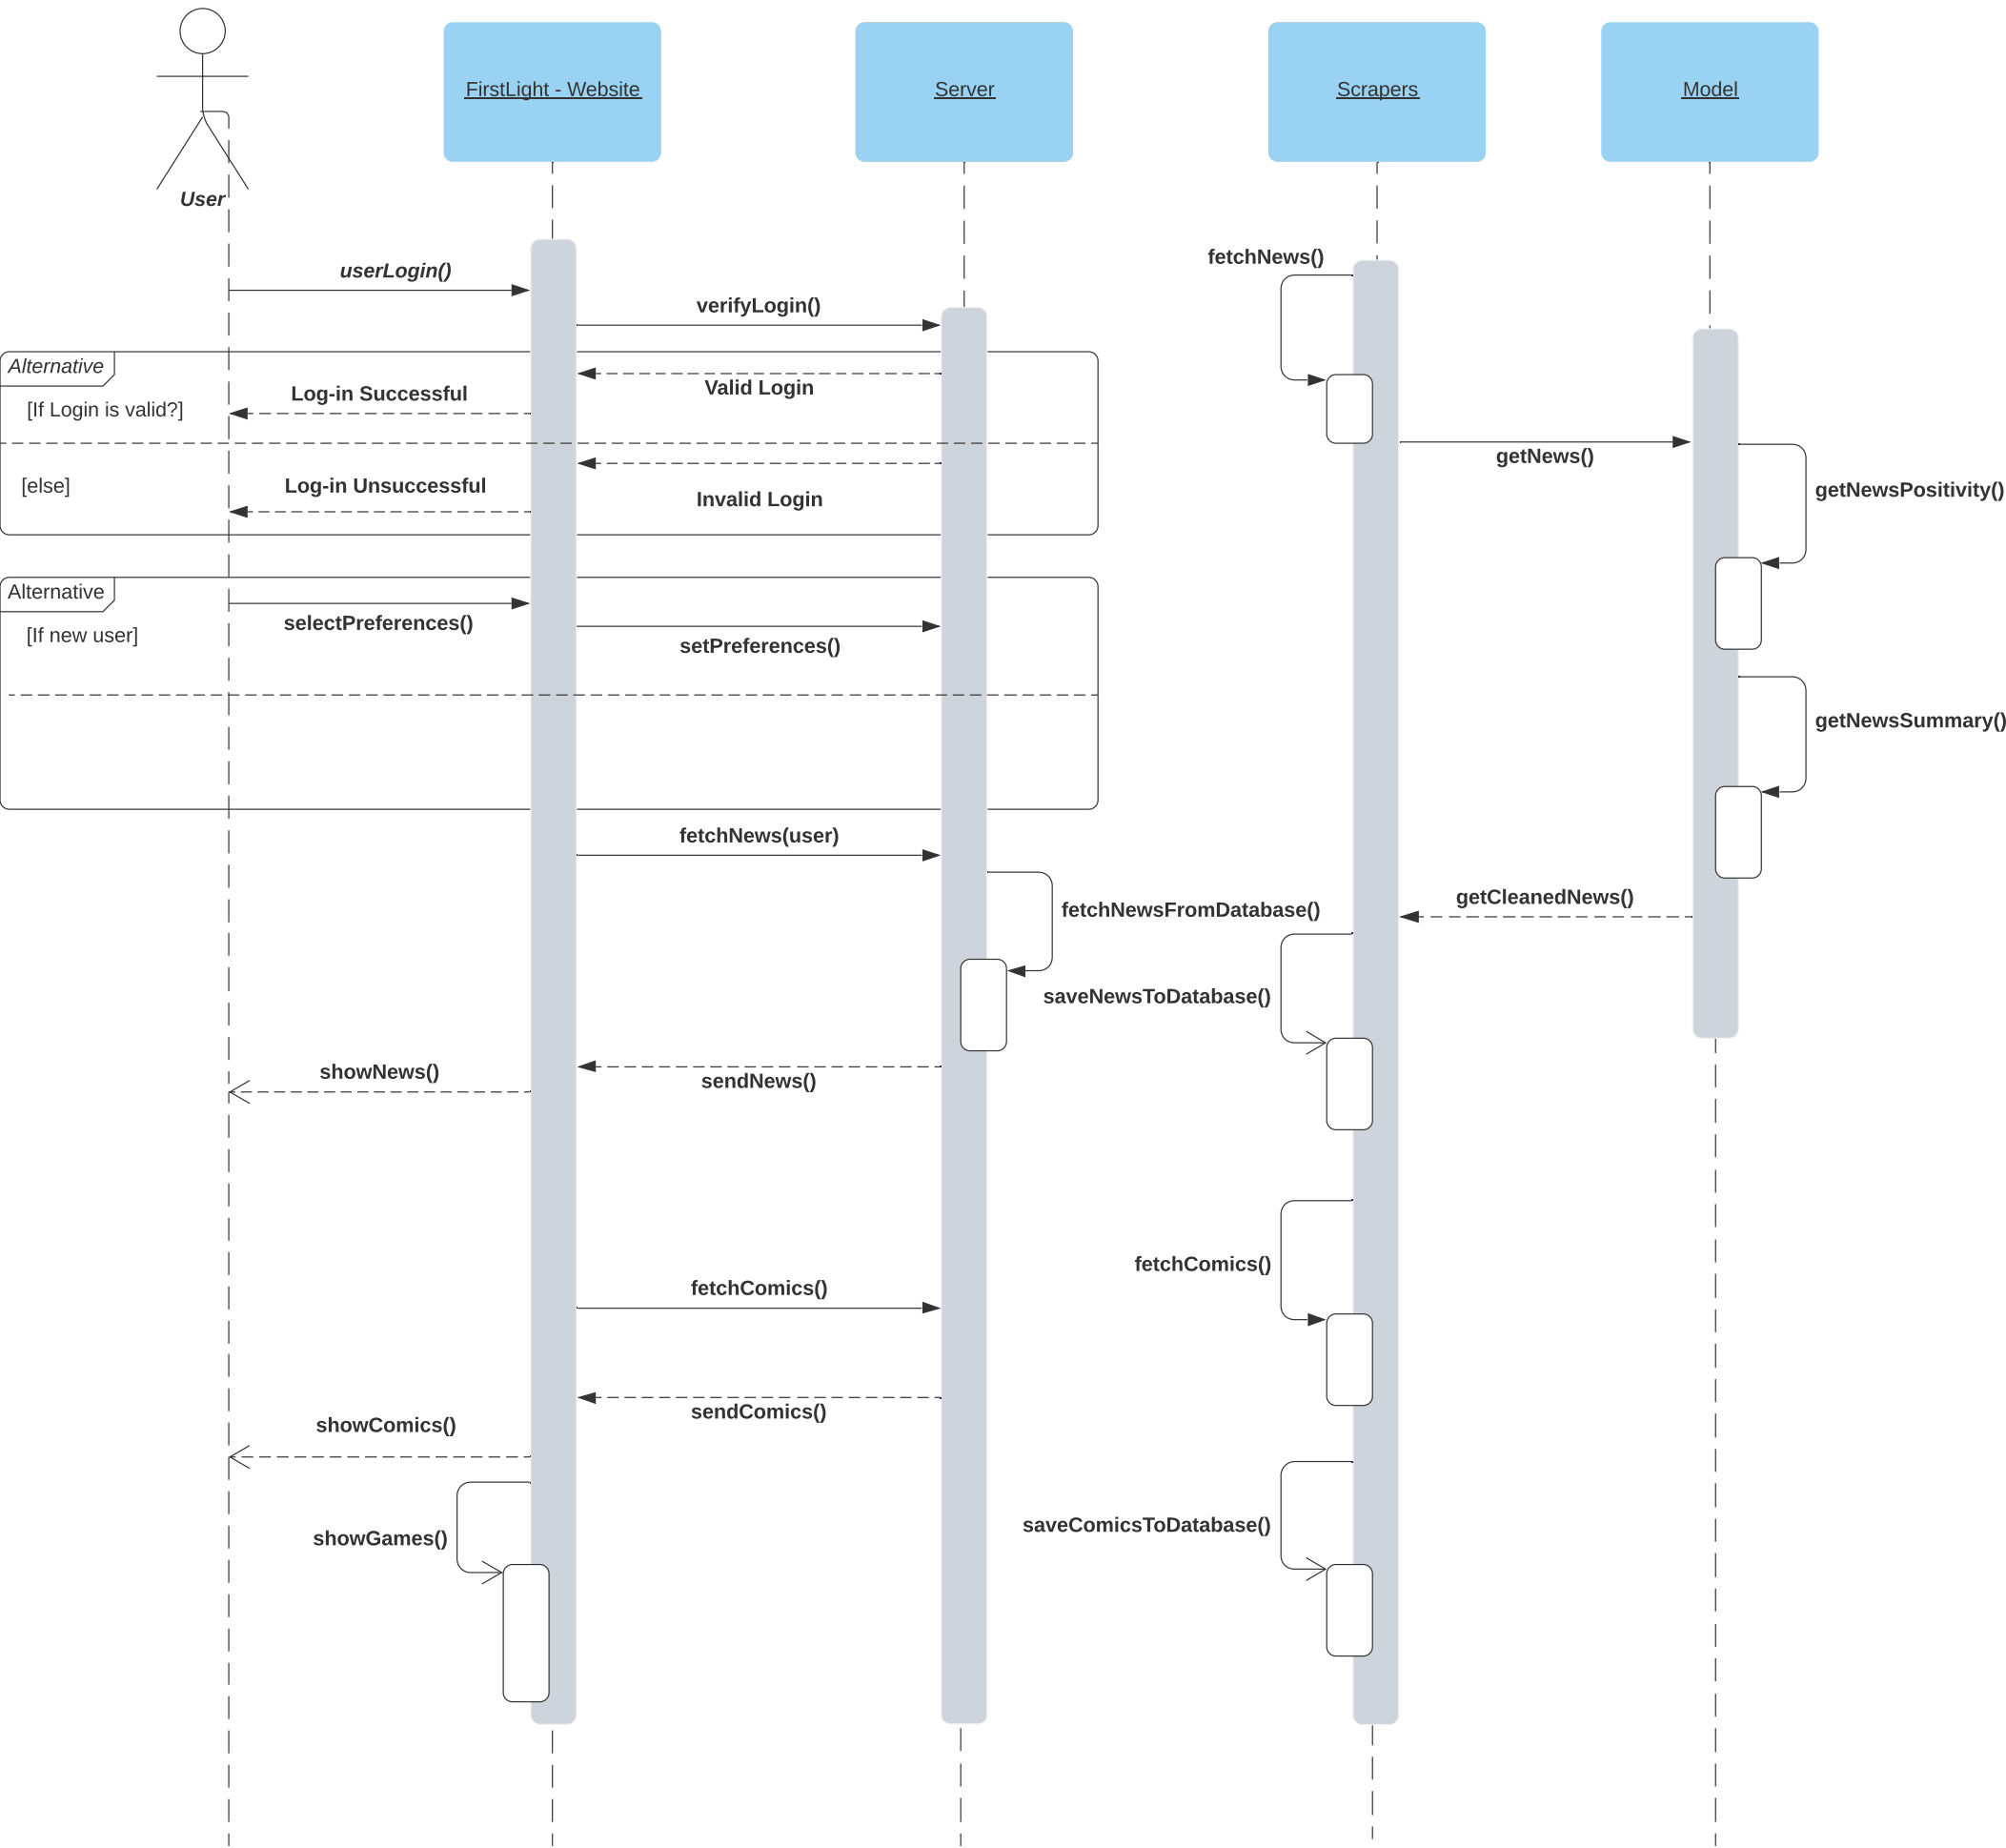 FirstLight - Website
Server
Scrapers
Model
User
userLogin()
fetchNews()
verifyLogin()
Alternative
Valid Login
Log-in Successful
[If Login is valid?]
getNews()
[else]
Log-in Unsuccessful
Invalid Login
getNewsPositivity()
Alternative
selectPreferences()
[If new user]
setPreferences()
getNewsSummary()
fetchNews(user)
getCleanedNews()
fetchNewsFromDatabase()
saveNewsToDatabase()
showNews()
sendNews()
fetchComics()
fetchComics()
sendComics()
showComics()
saveComicsToDatabase()
showGames()